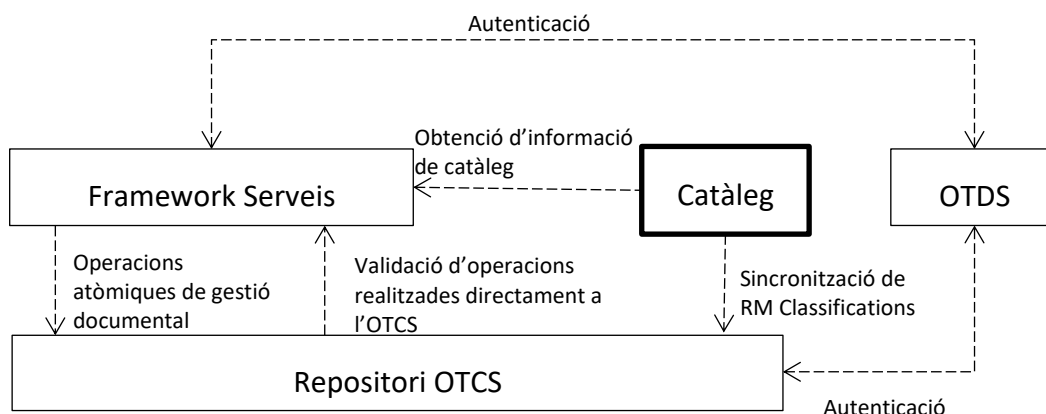 Autenticació
Obtenció d’informació
de catàleg
Framework Serveis
Catàleg
OTDS
Operacions
atòmiques de gestió
documental
Validació d’operacions
realitzades directament a
l’OTCS
Sincronització de
RM Classifications
Repositori OTCS
Autenticació